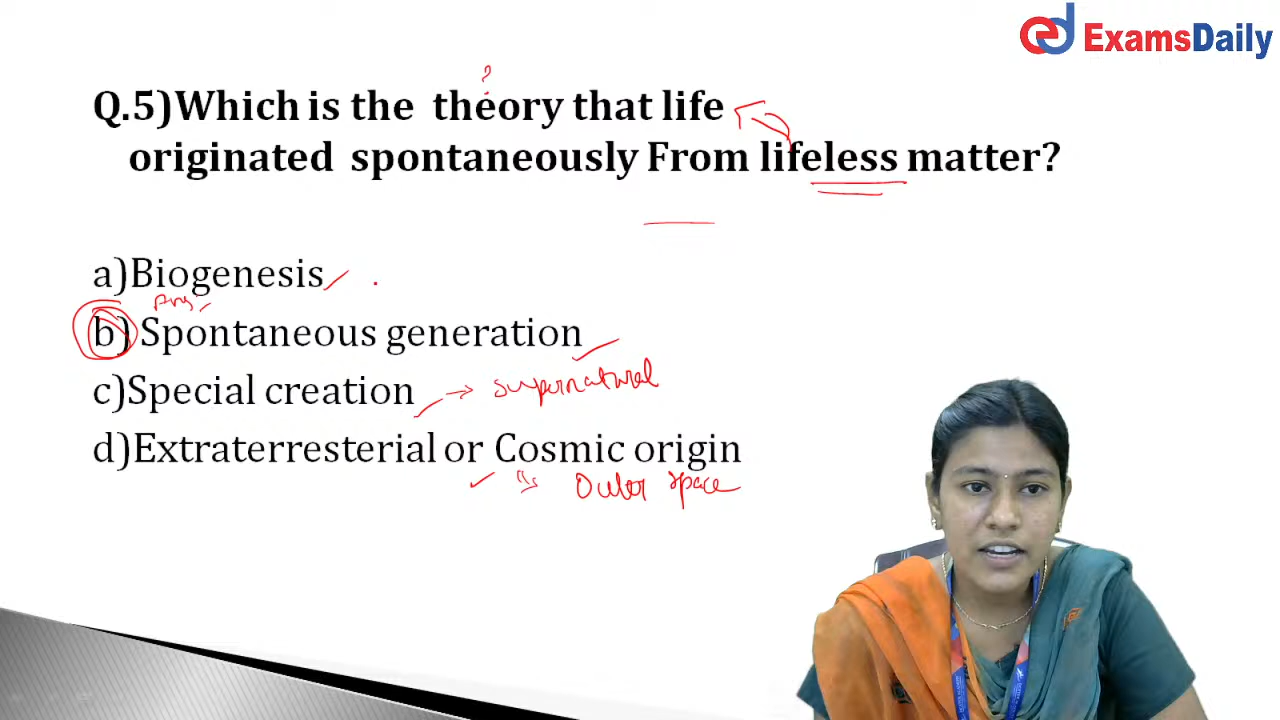 ExamsDaily
Q.5)Which is the theory that life
originated spontaneously From lifeless matter?
a)Biogenesis
Ans
b) Spontaneous generation
c)Special creation → supernatural
d)Extraterresterial or Cosmic origin
Outer space